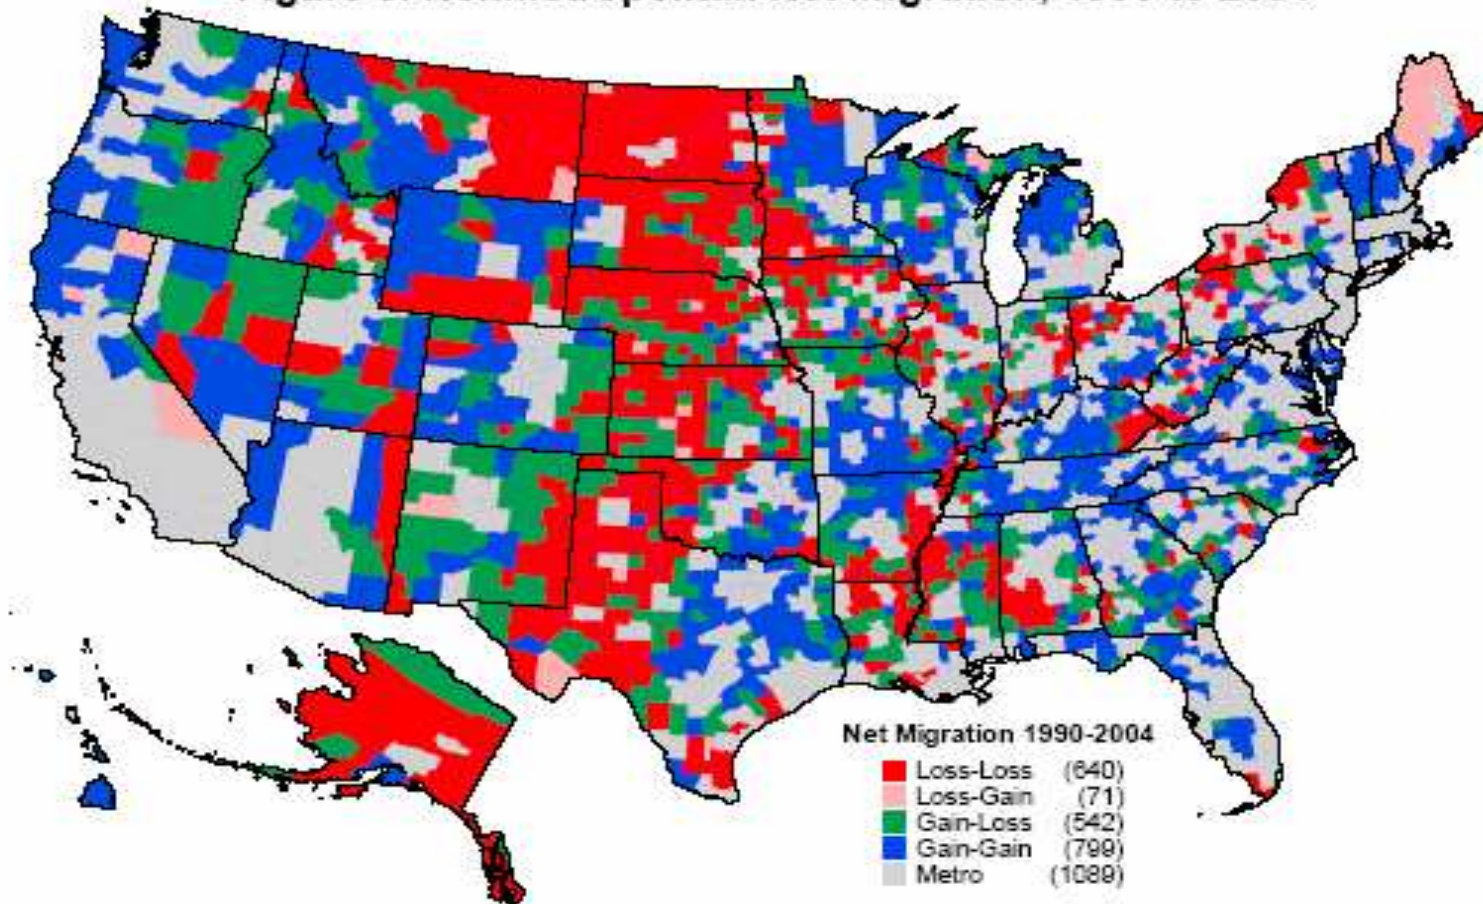 Net Migration 1990-2004
Loss-Loss (640)
Loss-Gain (71)
Gain-Loss (542)
Gain-Gain (799)
Metro (1089)